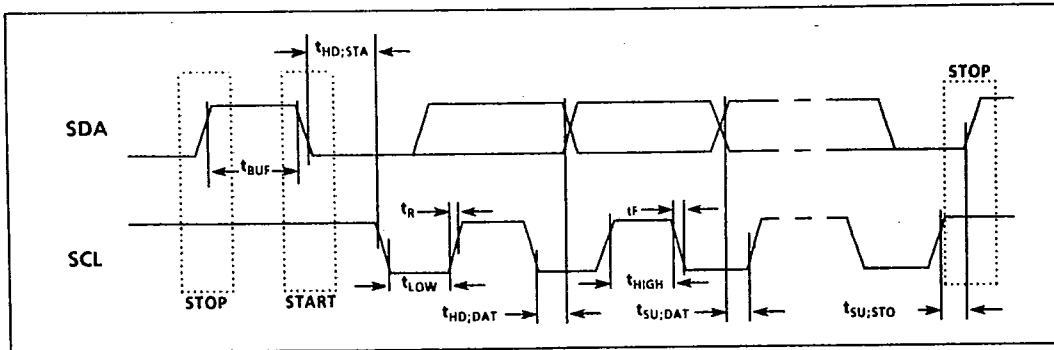 tHD;STA
STOP
SDA
tBUF
tR
tF
SCL
tLOW
tHIGH
STOP
START
tHD;DAT
tSU;DAT
tSU;STO